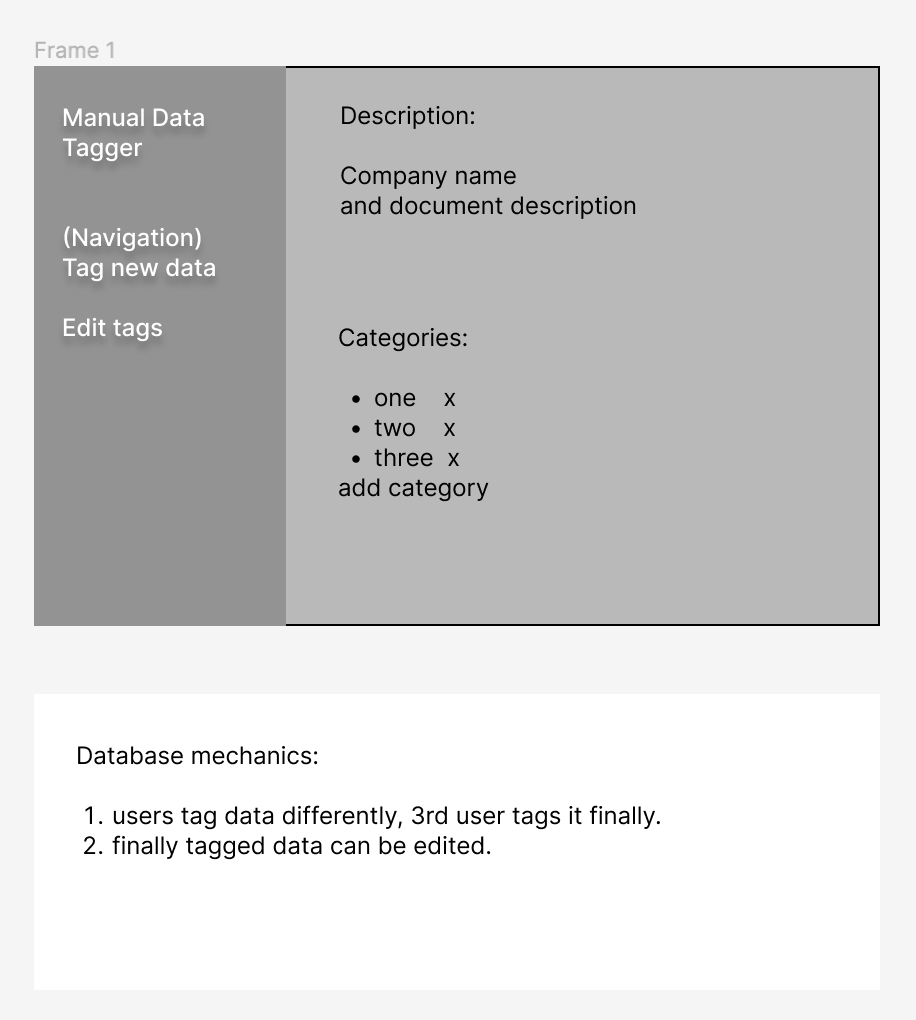 Frame 1
Manual Data
Tagger
(Navigation)
Tag new data
Edit tags
Description:
Company name
and document description
Categories:
• one x
• two x
• three x
add category
Database mechanics:
1. users tag data differently, 3rd user tags it finally.
2. finally tagged data can be edited.